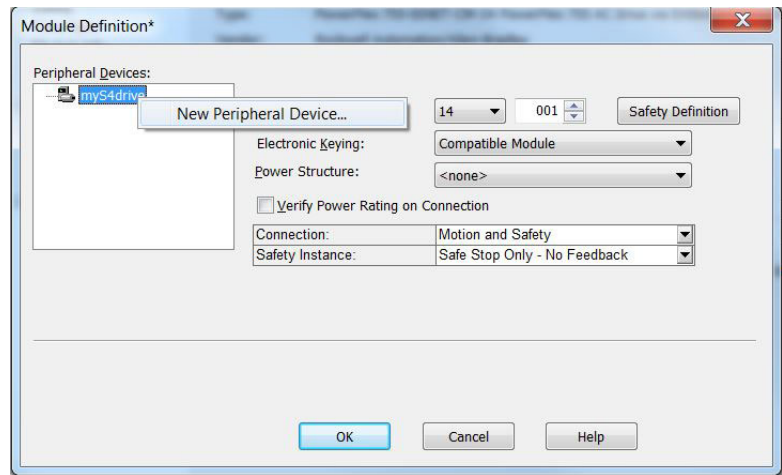 Module Definition*
Peripheral Devices:
myS4drive
New Peripheral Device...
14
001
Safety Definition
Electronic Keying:
Compatible Module
Power Structure:
<none>
Verify Power Rating on Connection
Connection:
Motion and Safety
Safety Instance:
Safe Stop Only - No Feedback
OK
Cancel
Help